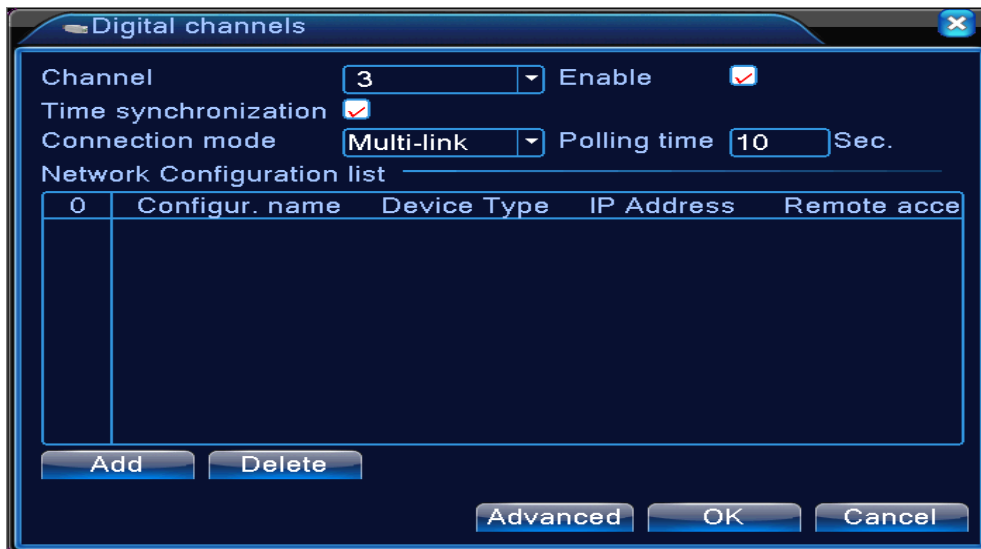 Digital channels
Channel 3 Enable
Time synchronization
Connection mode Multi-link Polling time 10 Sec.
Network Configuration list
0 Configur. name Device Type IP Address Remote acce
Add Delete
Advanced OK Cancel